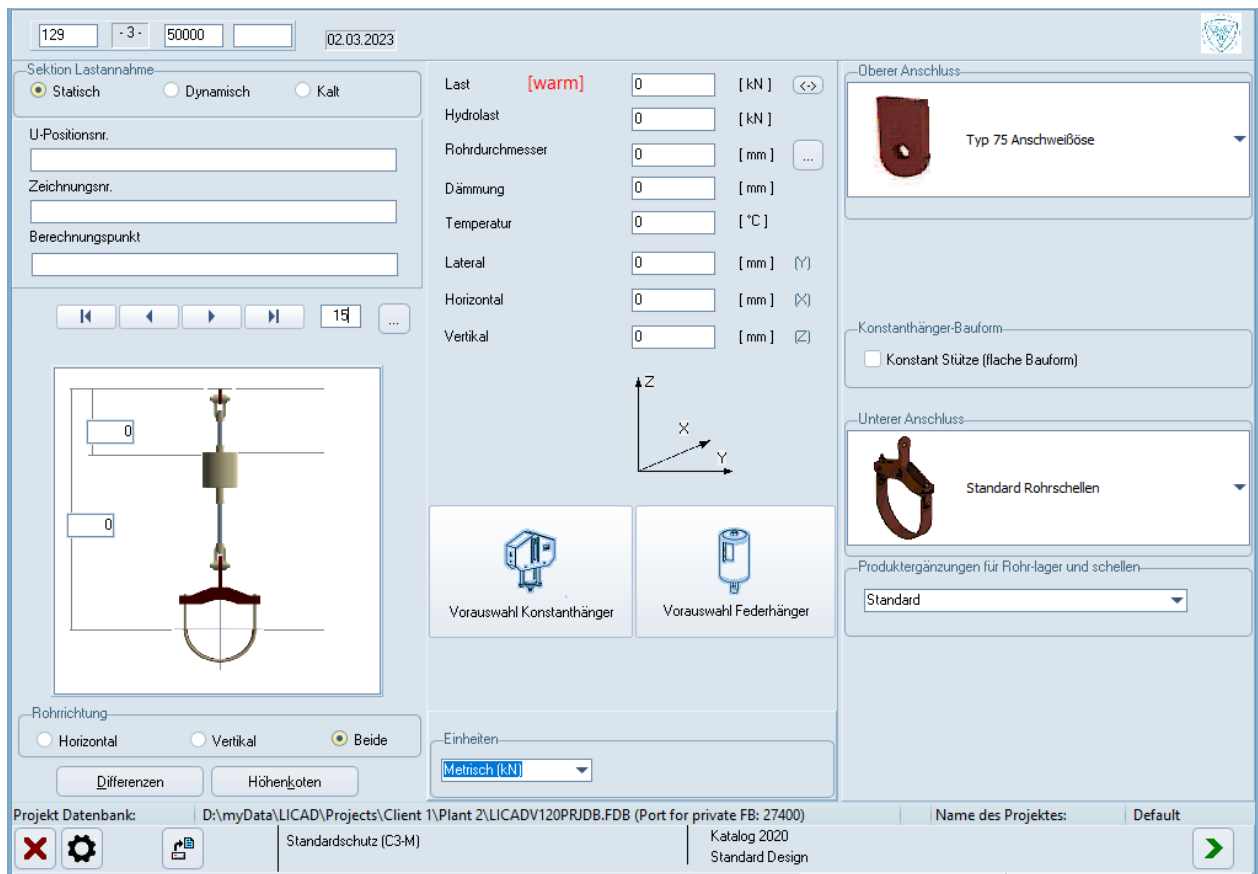 129 - 3 - 50000 02.03.2023
Sektion Lastannahme
Statisch Dynamisch Kalt
U-Positionsnr.
Zeichnungsnr.
Berechnungspunkt
15 ...
0
0
Rohrrichtung
Horizontal Vertikal Beide
Differenzen Höhenkoten
Last [warm] 0 [ kN ] <->
Hydrolast 0 [ kN ]
Rohrdurchmesser 0 [ mm ] ...
Dämmung 0 [ mm ]
Temperatur 0 [ °C ]
Lateral 0 [ mm ] (Y)
Horizontal 0 [ mm ] (X)
Vertikal 0 [ mm ] (Z)
Z
X
Y
Vorauswahl Konstanthänger Vorauswahl Federhänger
Einheiten
Metrisch (kN)
Oberer Anschluss
Typ 75 Anschweißöse
Konstanthänger-Bauform
Konstant Stütze (flache Bauform)
Unterer Anschluss
Standard Rohrschellen
Produktergänzungen für Rohr-lager und schellen
Standard
Projekt Datenbank: D:\myData\LICAD\Projects\Client 1\Plant 2\LICADV120PRJDB.FDB (Port for private FB: 27400) Name des Projektes: Default
Standardschutz (C3-M) Katalog 2020
Standard Design